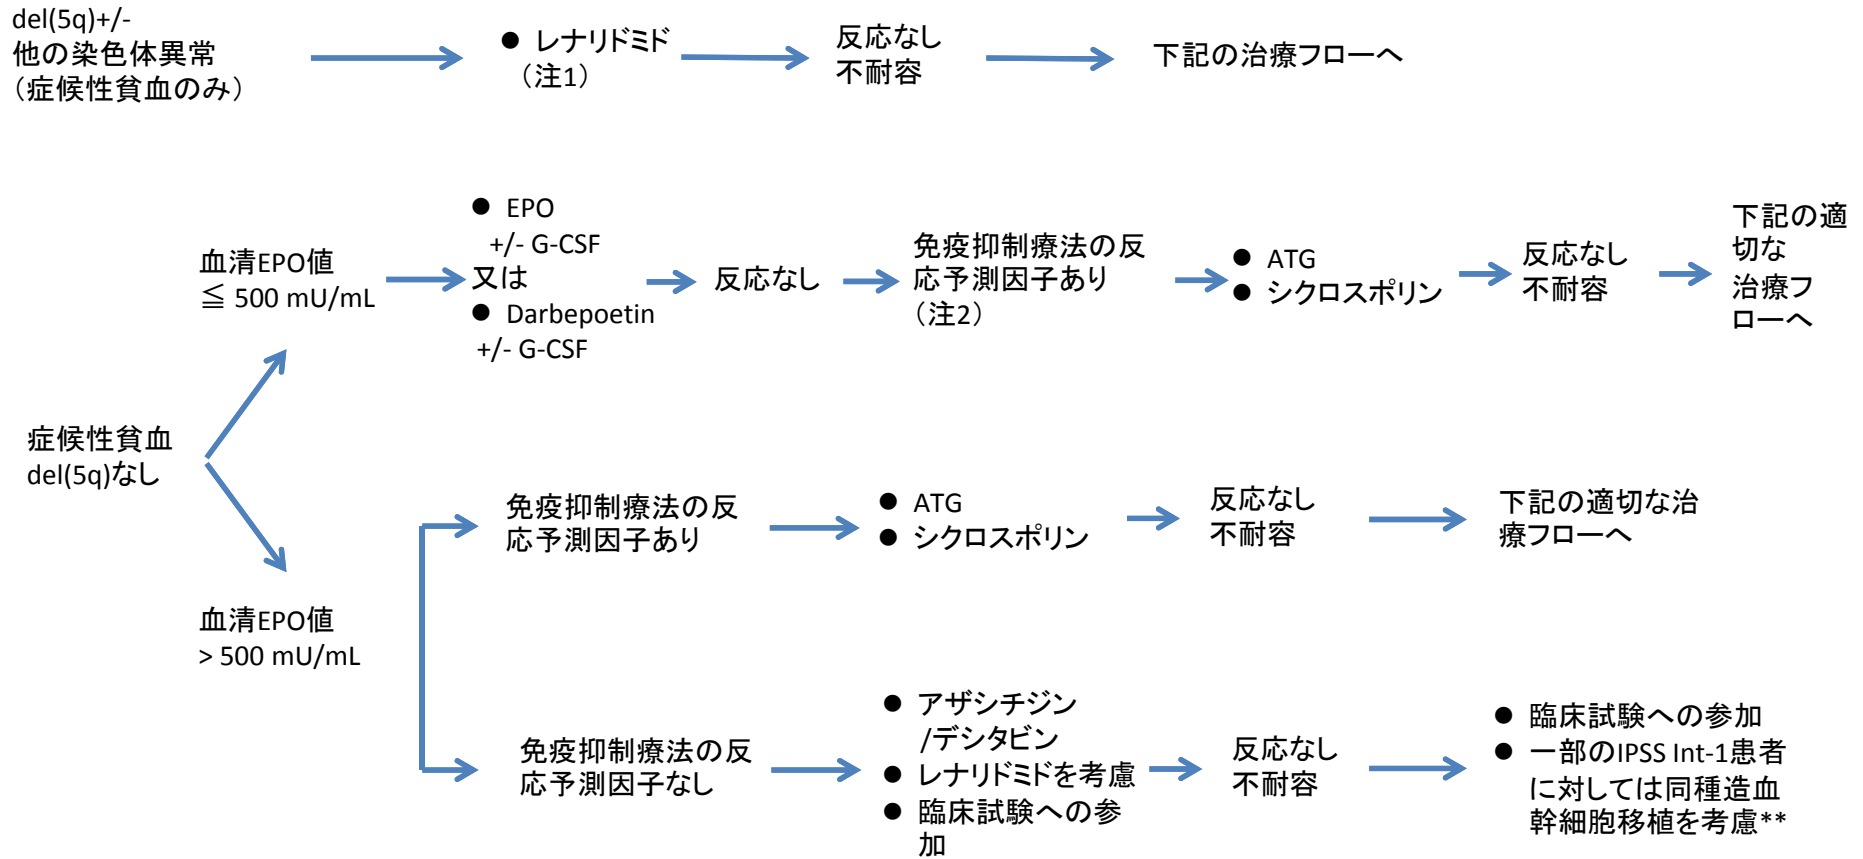 del(5q)+/-
他の染色体異常
（症候性貧血のみ）
● レナリドミド
（注1）
反応なし
不耐容
下記の治療フローへ
症候性貧血
del(5q)なし
血清EPO値
≦ 500 mU/mL
● EPO
+/- G-CSF
又は
● Darbepoetin
+/- G-CSF
反応なし
免疫抑制療法の反
応予測因子あり
（注2）
● ATG
● シクロスポリン
反応なし
不耐容
下記の適
切な
治療フ
ローへ
血清EPO値
> 500 mU/mL
免疫抑制療法の反
応予測因子あり
● ATG
● シクロスポリン
反応なし
不耐容
下記の適切な治
療フローへ
免疫抑制療法の反
応予測因子なし
● アザシチジン
/デシタビン
● レナリドミドを考慮
● 臨床試験への参
加
反応なし
不耐容
● 臨床試験への参加
● 一部のIPSS Int-1患者
に対しては同種造血
幹細胞移植を考慮**